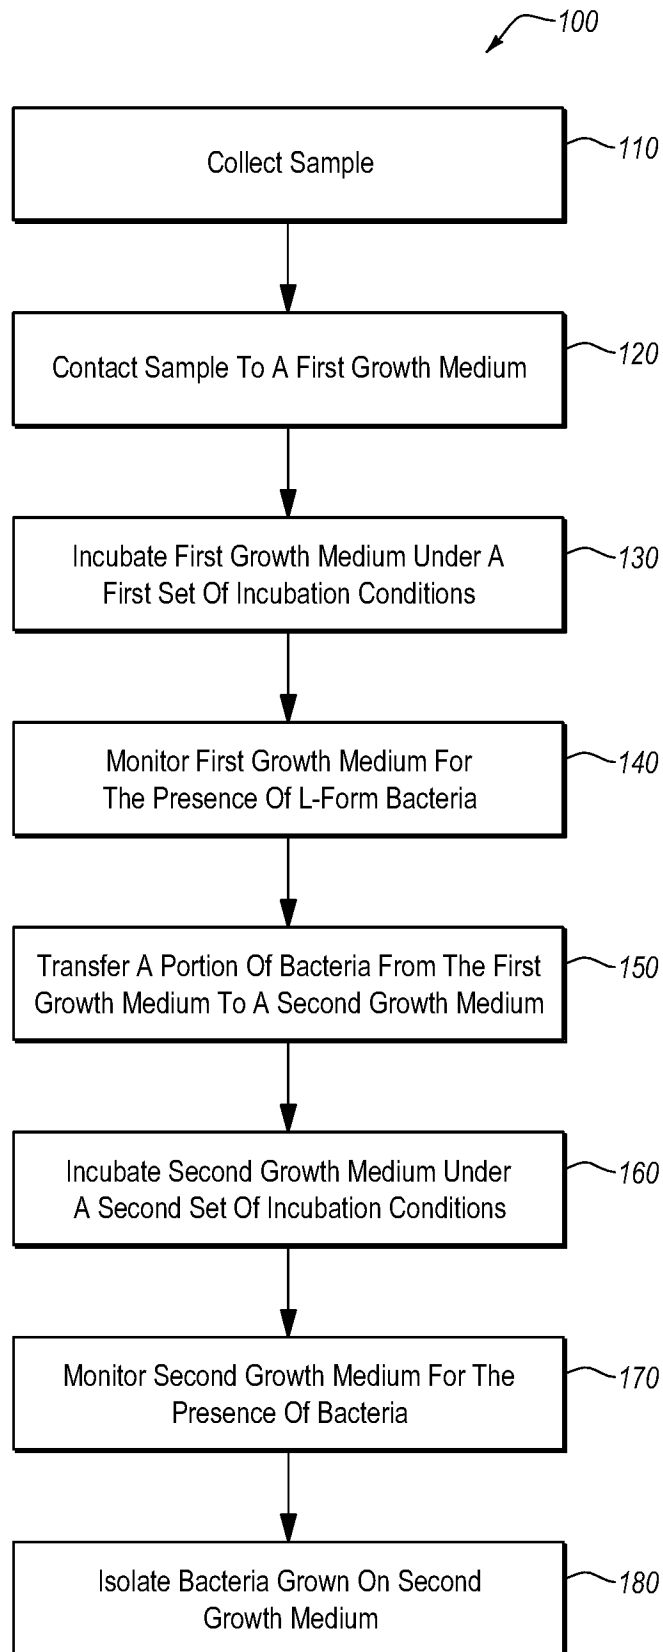 100
Collect Sample
110
Contact Sample To A First Growth Medium
120
Incubate First Growth Medium Under A
First Set Of Incubation Conditions
130
Monitor First Growth Medium For
The Presence Of L-Form Bacteria
140
Transfer A Portion Of Bacteria From The First
Growth Medium To A Second Growth Medium
150
Incubate Second Growth Medium Under
A Second Set Of Incubation Conditions
160
Monitor Second Growth Medium For The
Presence Of Bacteria
170
Isolate Bacteria Grown On Second
Growth Medium
180